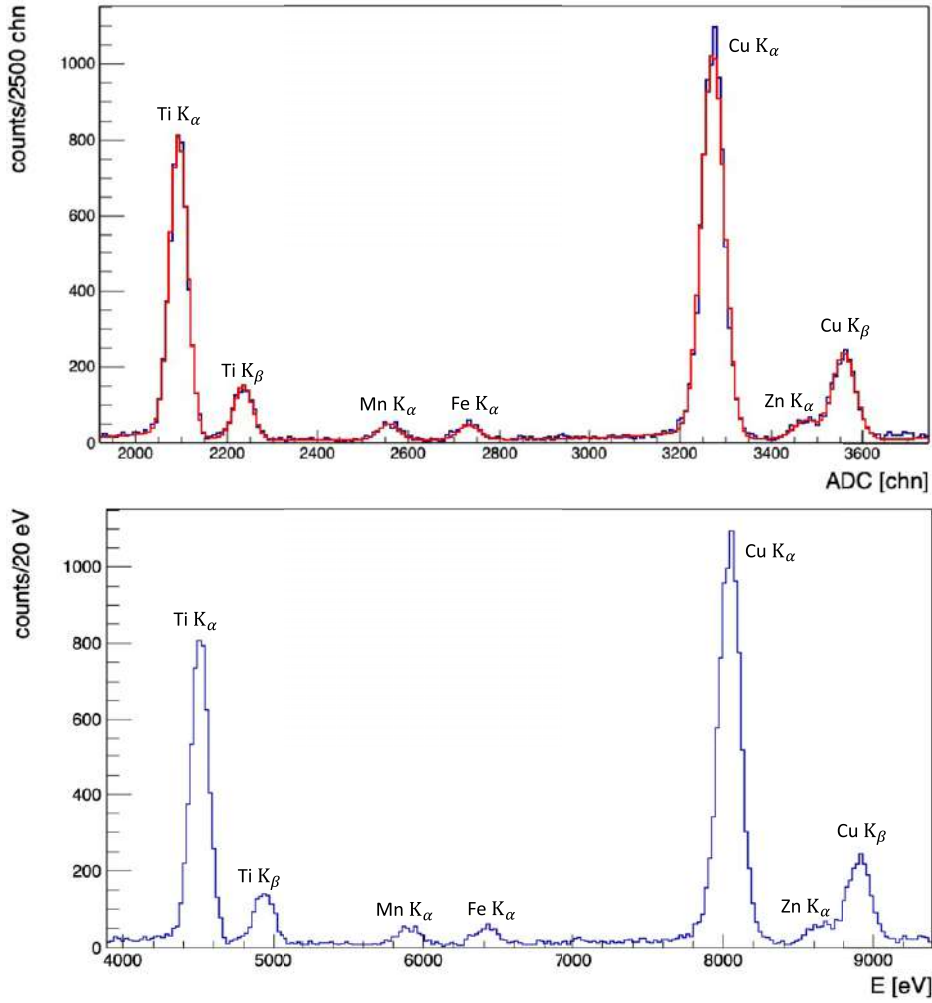 counts/2500 chn
1000
800
600
400
200
0
Ti K𝛼
Ti K𝛽
Mn K𝛼
Fe K𝛼
Cu K𝛼
Zn K𝛼
Cu K𝛽
2000 2200 2400 2600 2800 3000 3200 3400 3600
ADC [chn]
counts/20 eV
1000
800
600
400
200
0
Ti K𝛼
Ti K𝛽
Mn K𝛼
Fe K𝛼
Cu K𝛼
Zn K𝛼
Cu K𝛽
4000 5000 6000 7000 8000 9000
E [eV]